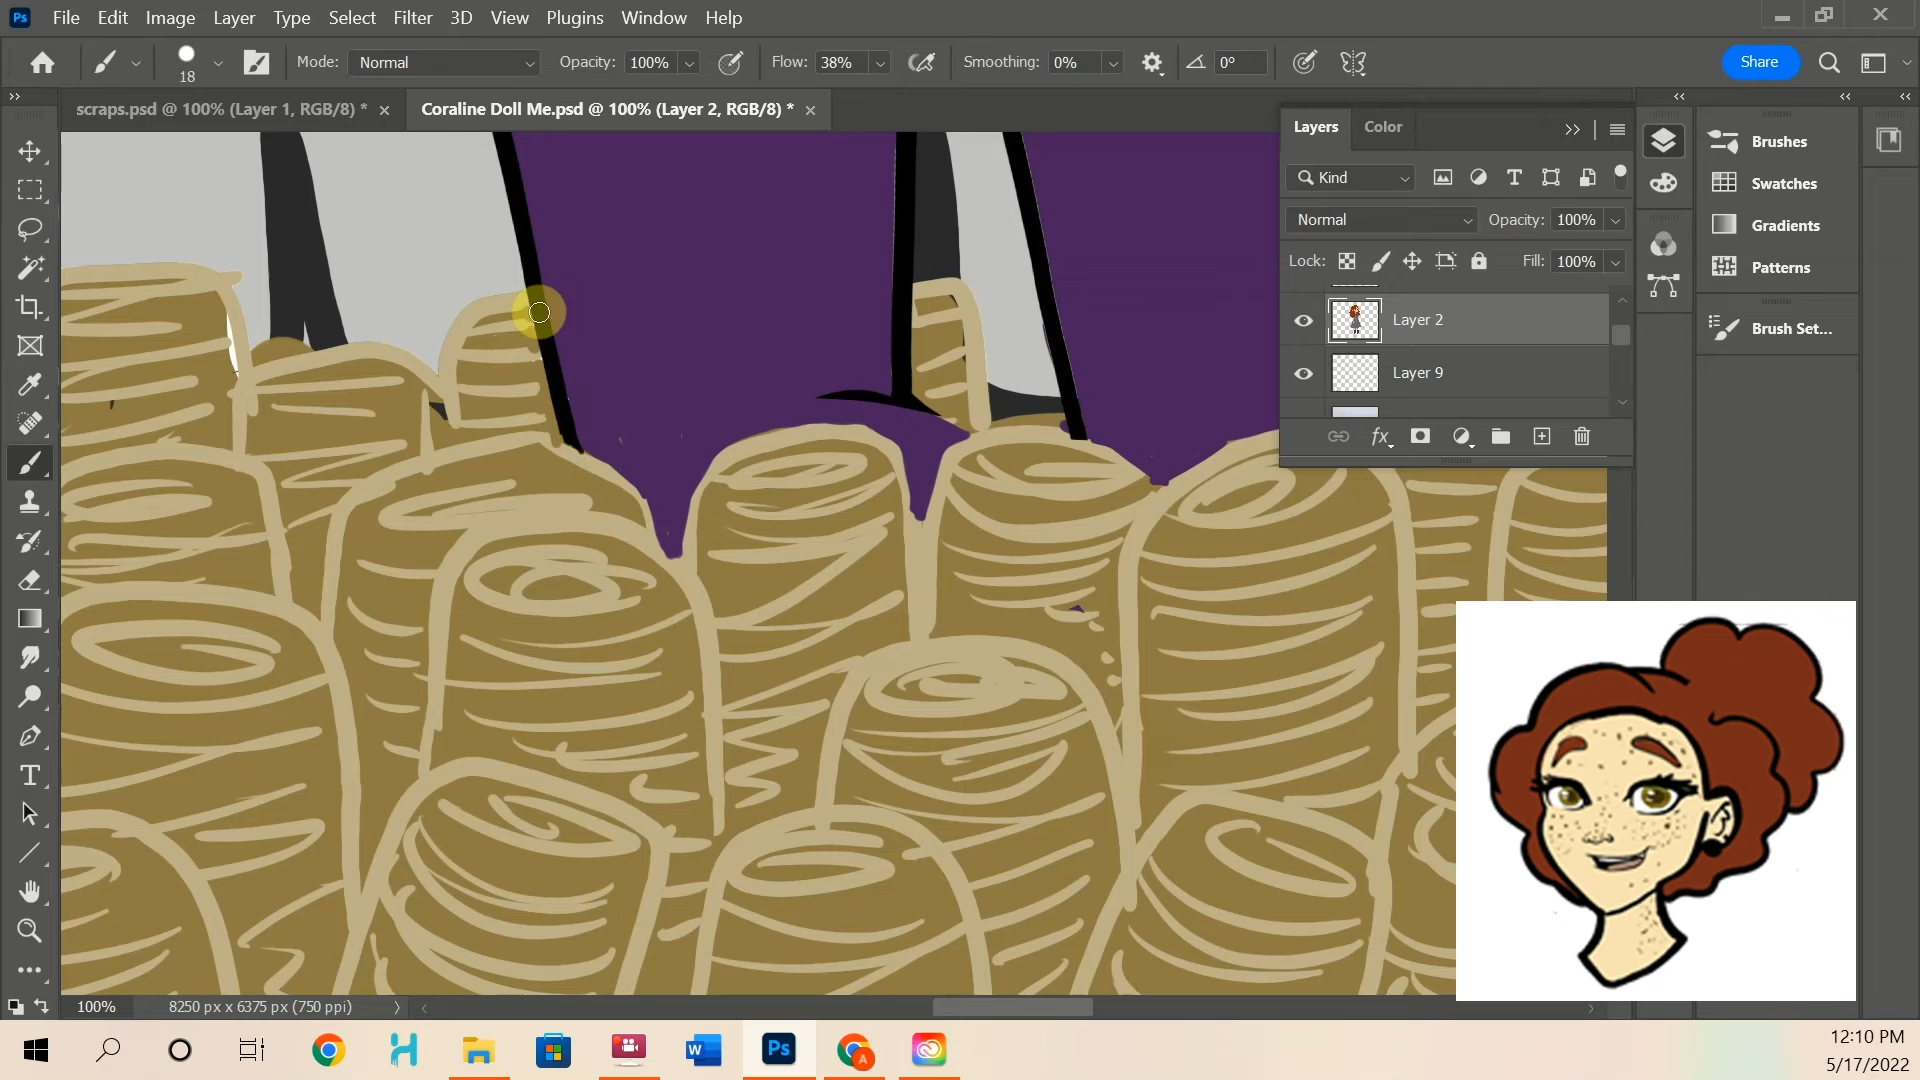 Ps File Edit Image Layer Type Select Filter 3D View Plugins Window Help
18 Mode: Normal Opacity: 100% Flow: 38% Smoothing: 0% 0° Share
scraps.psd @ 100% (Layer 1, RGB/8) * Coraline Doll Me.psd @ 100% (Layer 2, RGB/8) *
Layers Color
Kind
Normal Opacity: 100%
Lock: Fill: 100%
Layer 2
Layer 9
fx
Brushes
Swatches
Gradients
Patterns
Brush Set...
100% 8250 px x 6375 px (750 ppi)
W Ps A
12:10 PM
5/17/2022